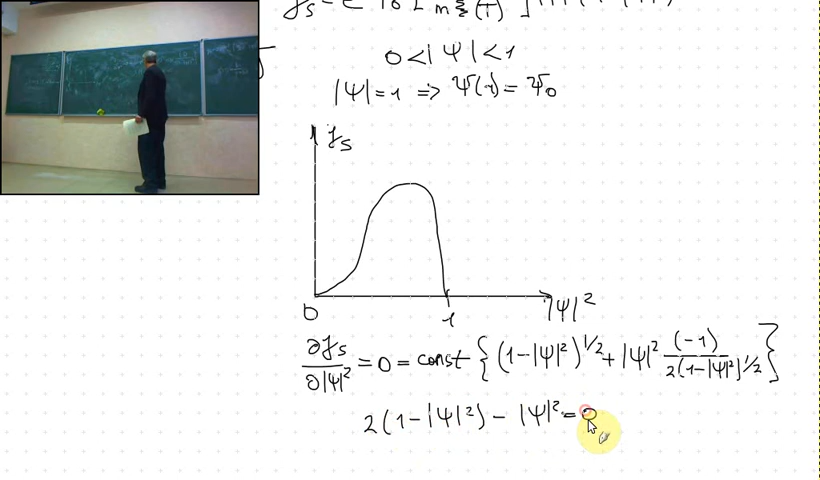 0 < |Ψ| < 1
|Ψ| = 1 ⇒ Ψ(1) = Ψ₀
j_s
0
1
|Ψ|²
∂j_s/∂|Ψ|² = 0 = const { (1-|Ψ|²)^1/2 + |Ψ|² (-1)/2(1-|Ψ|²)^1/2 }
2(1-|Ψ|²) - |Ψ|² = 0